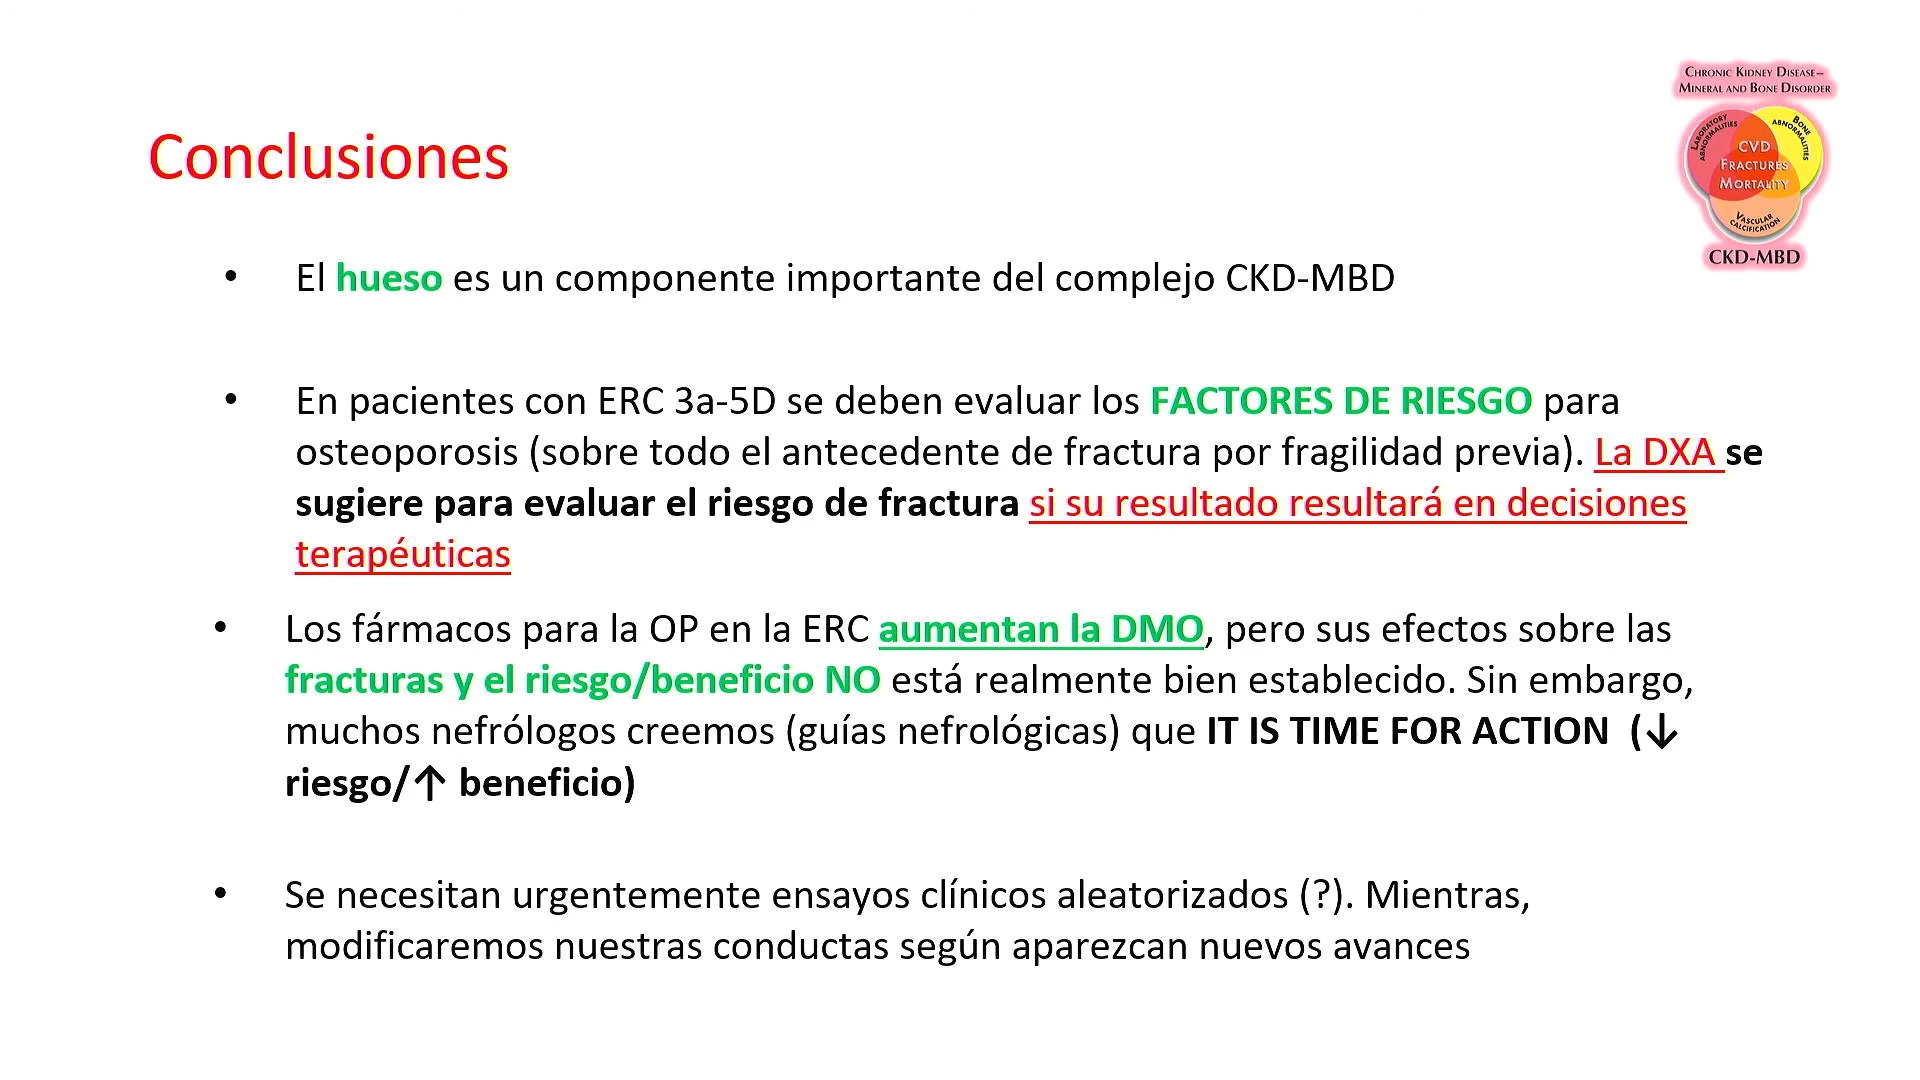 CHRONIC KIDNEY DISEASE–
MINERAL AND BONE DISORDER
LABORATORY
ABNORMALITIES
BONE
ABNORMALITIES
CVD
FRACTURES
MORTALITY
VASCULAR
CALCIFICATION
CKD-MBD
Conclusiones
• El hueso es un componente importante del complejo CKD-MBD
• En pacientes con ERC 3a-5D se deben evaluar los FACTORES DE RIESGO para
osteoporosis (sobre todo el antecedente de fractura por fragilidad previa). La DXA se
sugiere para evaluar el riesgo de fractura si su resultado resultará en decisiones
terapéuticas
• Los fármacos para la OP en la ERC aumentan la DMO, pero sus efectos sobre las
fracturas y el riesgo/beneficio NO está realmente bien establecido. Sin embargo,
muchos nefrólogos creemos (guías nefrológicas) que IT IS TIME FOR ACTION (↓
riesgo/↑ beneficio)
• Se necesitan urgentemente ensayos clínicos aleatorizados (?). Mientras,
modificaremos nuestras conductas según aparezcan nuevos avances